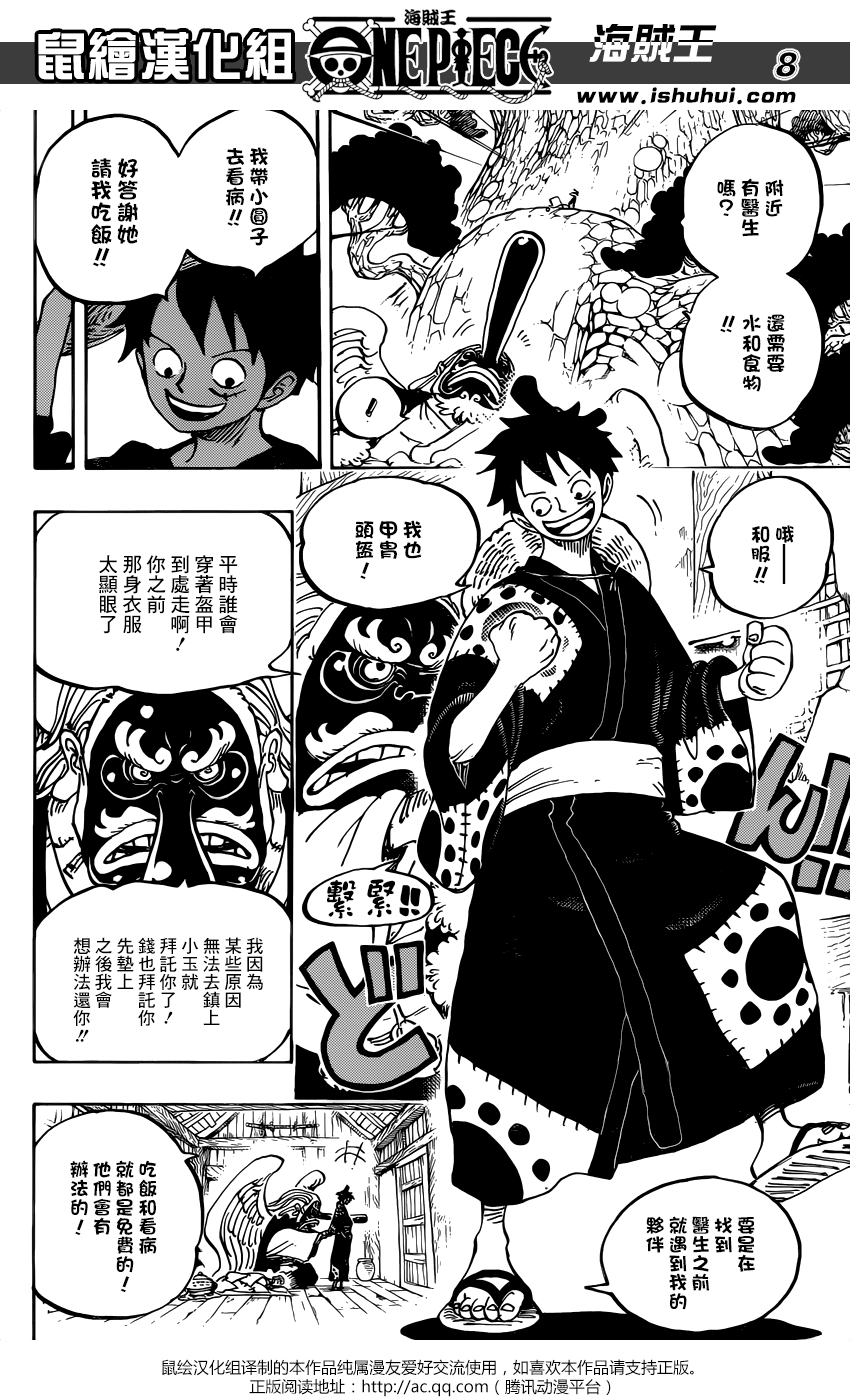 鼠繪漢化組
海賊王
ONE PIECE
海賊王
8
www.ishuhui.com
附近
有醫生
嗎？
還需要
水和食物
!!
我帶小圓子
去看病!!
好答謝她
請我吃飯!!
哦──
和服!!
我也
甲冑
頭盔！
平時誰會
穿著盔甲
到處走啊！
你之前
那身衣服
太顯眼了
繫緊!!
どん!!
我因為
某些原因
無法去鎮上
小玉就
拜託你了！
錢也拜託你
先墊上
之後我會
想辦法還你!!
要是在
找到
醫生之前
就遇到我的
夥伴
吃飯和看病
就都是免費的！
他們會有
辦法的！
鼠绘汉化组译制的本作品纯属漫友爱好交流使用，如喜欢本作品请支持正版。
正版阅读地址：http://ac.qq.com（腾讯动漫平台）